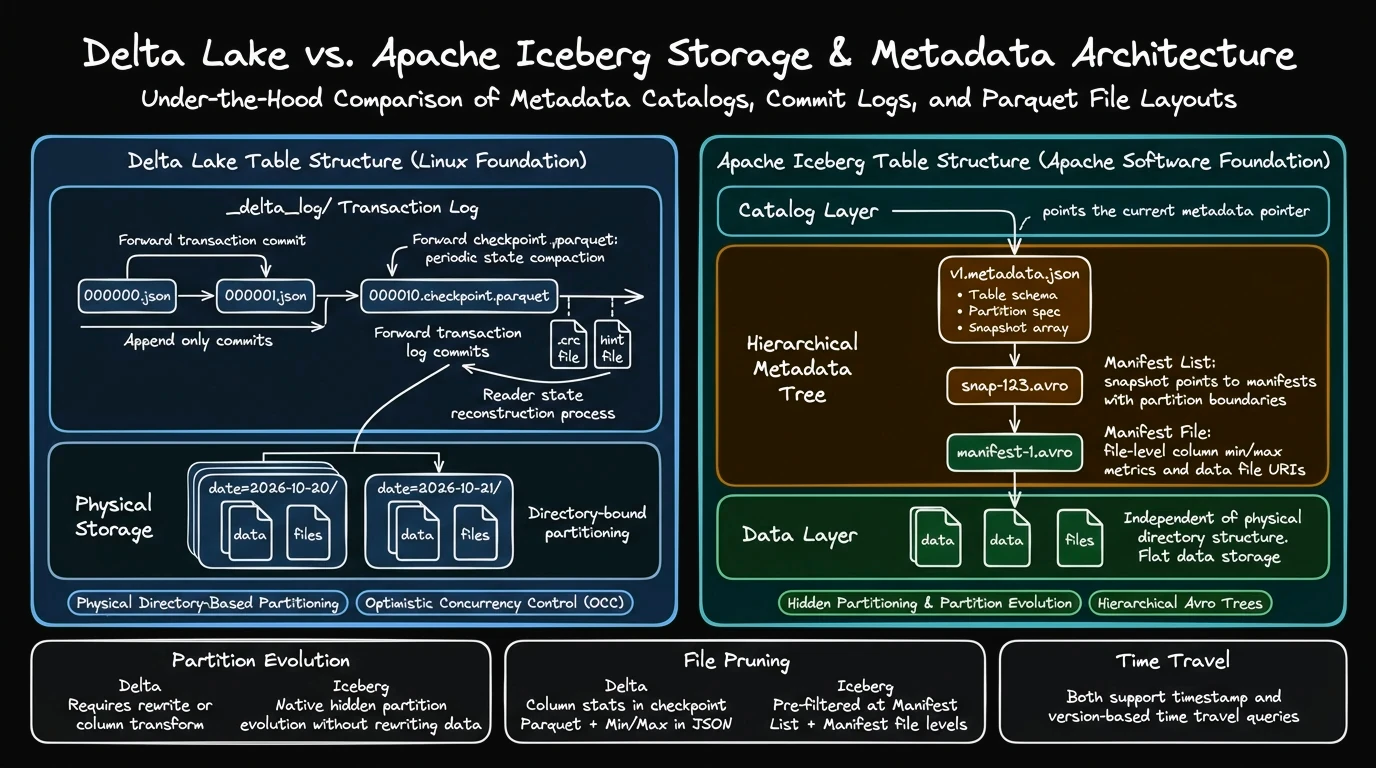 Delta Lake vs. Apache Iceberg Storage & Metadata Architecture
Under-the-Hood Comparison of Metadata Catalogs, Commit Logs, and Parquet File Layouts
Delta Lake Table Structure (Linux Foundation)
_delta_log/ Transaction Log
Forward transaction commit
Forward checkpoint .parquet:
periodic state compaction
000000.json
000001.json
000010.checkpoint.parquet
Append only commits
Forward transaction
log commits
.crc
file
hint
file
Reader state
reconstruction process
Physical
Storage
date=2026-10-20/
data
files
date=2026-10-21/
data
files
Directory-bound
partitioning
Physical Directory-Based Partitioning
Optimistic Concurrency Control (OCC)
Apache Iceberg Table Structure (Apache Software Foundation)
Catalog Layer
points the current metadata pointer
Hierarchical
Metadata
Tree
v1.metadata.json
• Table schema
• Partition spec
• Snapshot array
snap-123.avro
Manifest List:
snapshot points to manifests
with partition boundaries
manifest-1.avro
Manifest File:
file-level column min/max
metrics and data file URIs
Data Layer
data
data
files
Independent of physical
directory structure.
Flat data storage
Hidden Partitioning & Partition Evolution
Hierarchical Avro Trees
Partition Evolution
Delta
Requires rewrite or
column transform
Iceberg
Native hidden partition
evolution without rewriting data
File Pruning
Delta
Column stats in checkpoint
Parquet + Min/Max in JSON
Iceberg
Pre-filtered at Manifest
List + Manifest file levels
Time Travel
Both support timestamp and
version-based time travel queries